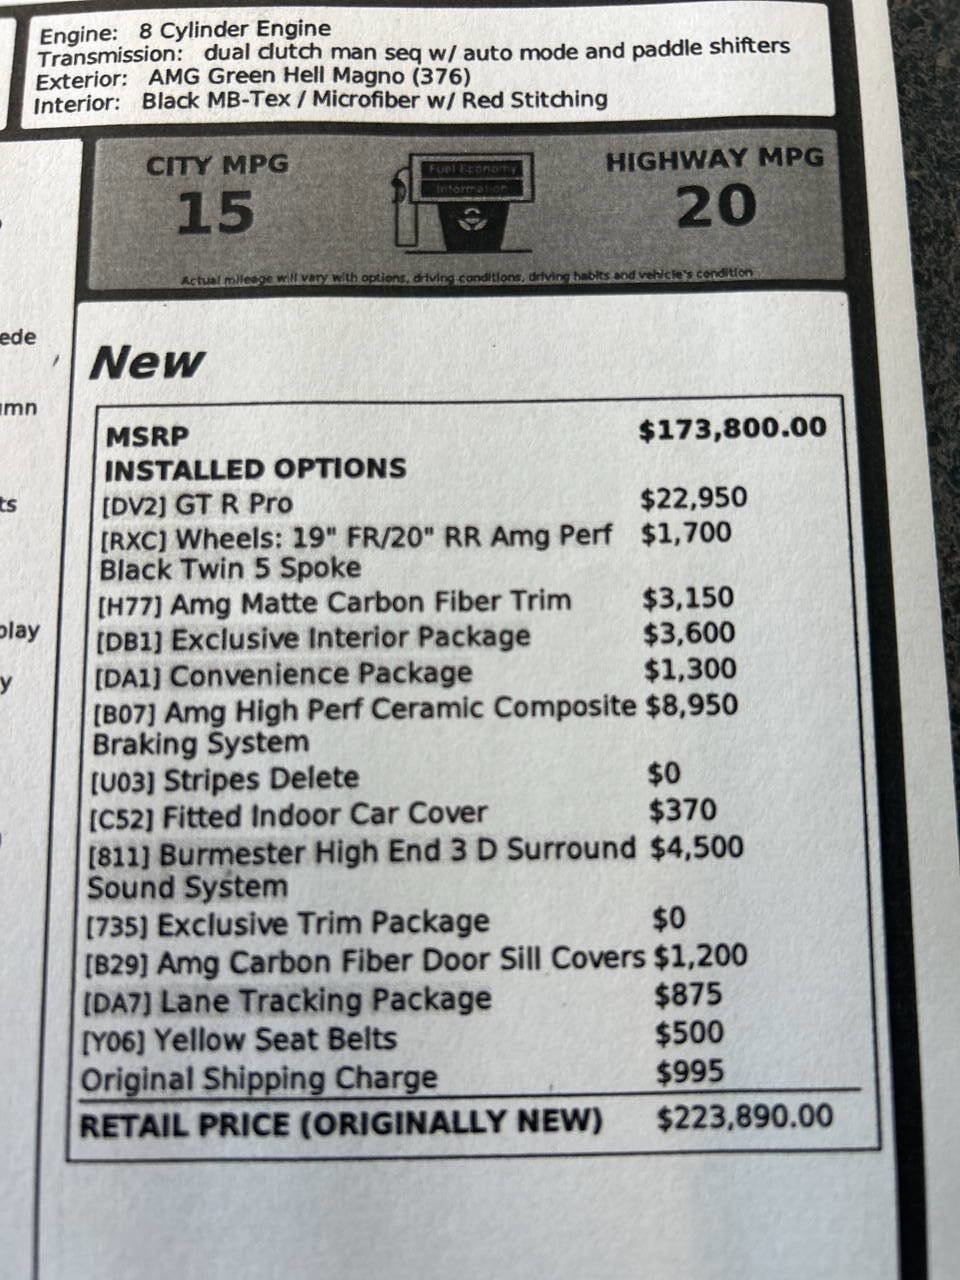 Engine: 8 Cylinder Engine
Transmission: dual clutch man seq w/ auto mode and paddle shifters
Exterior: AMG Green Hell Magno (376)
Interior: Black MB-Tex / Microfiber w/ Red Stitching
CITY MPG
15
Fuel Economy
Information
HIGHWAY MPG
20
Actual mileage will vary with options, driving conditions, driving habits and vehicle's condition
ede
umn
ts
play
y
New
MSRP $173,800.00
INSTALLED OPTIONS
[DV2] GT R Pro $22,950
[RXC] Wheels: 19" FR/20" RR Amg Perf $1,700
Black Twin 5 Spoke
[H77] Amg Matte Carbon Fiber Trim $3,150
[DB1] Exclusive Interior Package $3,600
[DA1] Convenience Package $1,300
[B07] Amg High Perf Ceramic Composite $8,950
Braking System
[U03] Stripes Delete $0
[C52] Fitted Indoor Car Cover $370
[811] Burmester High End 3 D Surround $4,500
Sound System
[735] Exclusive Trim Package $0
[B29] Amg Carbon Fiber Door Sill Covers $1,200
[DA7] Lane Tracking Package $875
[Y06] Yellow Seat Belts $500
Original Shipping Charge $995
RETAIL PRICE (ORIGINALLY NEW) $223,890.00